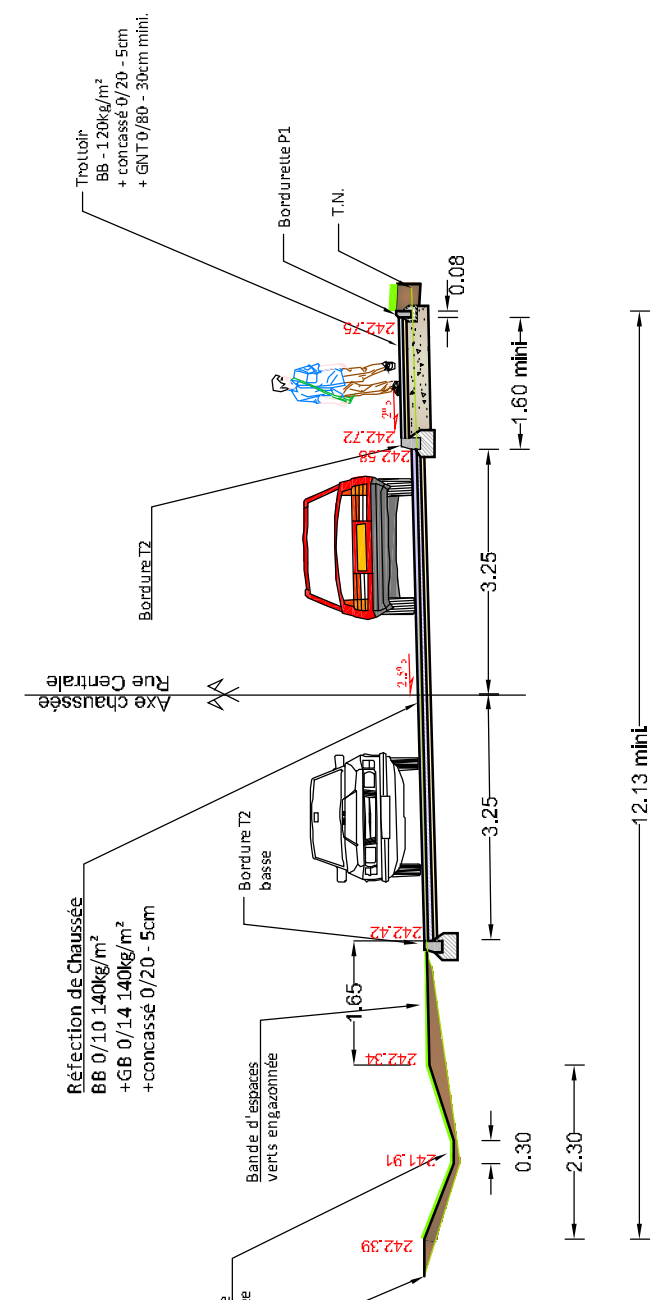 Trottoir
BB - 120kg/m²
+ concassé 0/20 - 5cm
+ GNT 0/80 - 30cm mini.
Bordurette P1
T.N.
0.08
242.75
1.60 mini
242.72
242.58
2%
Bordure T2
3.25
Axe chaussée
Rue Centrale
2.5%
3.25
12.13 mini.
Bordure T2
basse
Réfection de Chaussée
BB 0/10 140kg/m²
+GB 0/14 140kg/m²
+concassé 0/20 - 5cm
242.42
1.65
242.34
Bande d'espaces
verts engazonnée
241.91
0.30
2.30
242.39